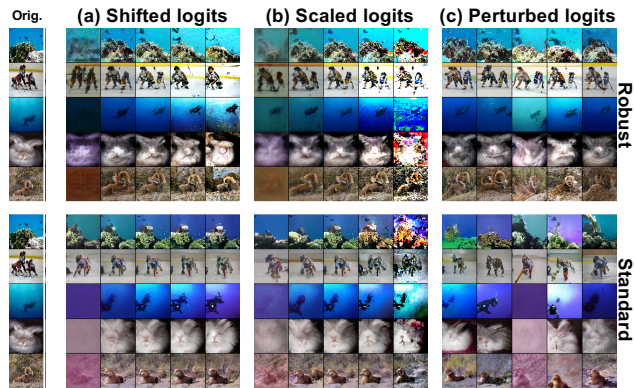 Orig.
(a) Shifted logits
(b) Scaled logits
(c) Perturbed logits
Robust
Standard